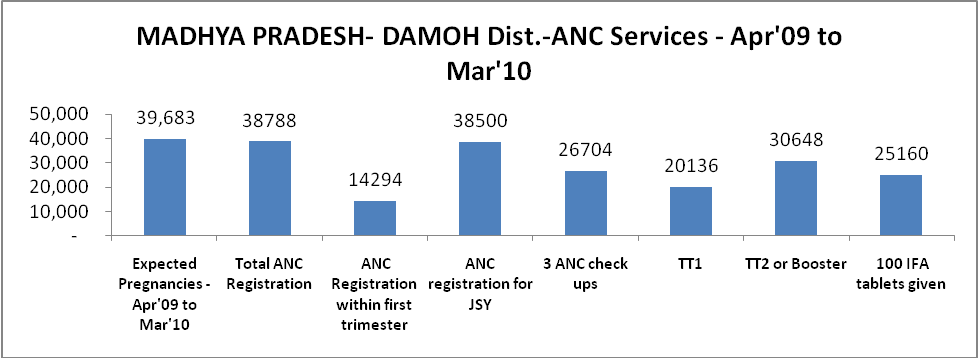 MADHYA PRADESH- DAMOH Dist.-ANC Services - Apr'09 to
Mar'10
50,000
40,000
30,000
20,000
10,000
-
39,683
38788
14294
38500
26704
20136
30648
25160
Expected
Pregnancies -
Apr'09 to
Mar'10
Total ANC
Registration
ANC
Registration
within first
trimester
ANC
registration for
JSY
3 ANC check
ups
TT1
TT2 or Booster
100 IFA
tablets given